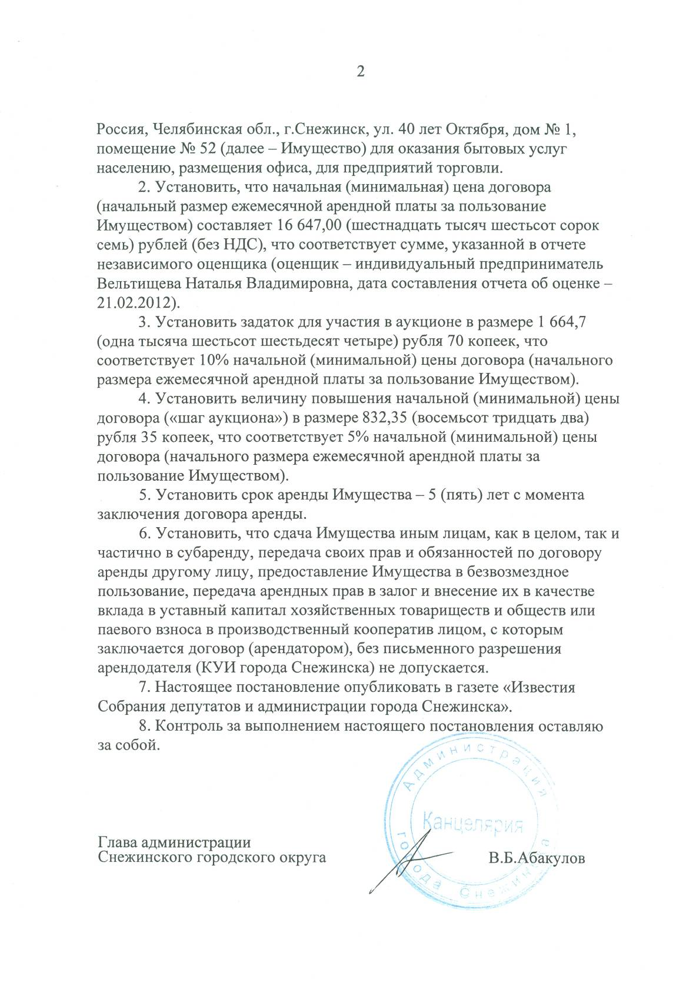 2
Россия, Челябинская обл., г.Снежинск, ул. 40 лет Октября, дом № 1,
помещение № 52 (далее – Имущество) для оказания бытовых услуг
населению, размещения офиса, для предприятий торговли.
2. Установить, что начальная (минимальная) цена договора
(начальный размер ежемесячной арендной платы за пользование
Имуществом) составляет 16 647,00 (шестнадцать тысяч шестьсот сорок
семь) рублей (без НДС), что соответствует сумме, указанной в отчете
независимого оценщика (оценщик – индивидуальный предприниматель
Вельтищева Наталья Владимировна, дата составления отчета об оценке –
21.02.2012).
3. Установить задаток для участия в аукционе в размере 1 664,7
(одна тысяча шестьсот шестьдесят четыре) рубля 70 копеек, что
соответствует 10% начальной (минимальной) цены договора (начального
размера ежемесячной арендной платы за пользование Имуществом).
4. Установить величину повышения начальной (минимальной) цены
договора («шаг аукциона») в размере 832,35 (восемьсот тридцать два)
рубля 35 копеек, что соответствует 5% начальной (минимальной) цены
договора (начального размера ежемесячной арендной платы за
пользование Имуществом).
5. Установить срок аренды Имущества – 5 (пять) лет с момента
заключения договора аренды.
6. Установить, что сдача Имущества иным лицам, как в целом, так и
частично в субаренду, передача своих прав и обязанностей по договору
аренды другому лицу, предоставление Имущества в безвозмездное
пользование, передача арендных прав в залог и внесение их в качестве
вклада в уставный капитал хозяйственных товариществ и обществ или
паевого взноса в производственный кооператив лицом, с которым
заключается договор (арендатором), без письменного разрешения
арендодателя (КУИ города Снежинска) не допускается.
7. Настоящее постановление опубликовать в газете «Известия
Собрания депутатов и администрации города Снежинска».
8. Контроль за выполнением настоящего постановления оставляю
за собой.
Администрация
города Снежинска
Канцелярия
Глава администрации
Снежинского городского округа В.Б.Абакулов